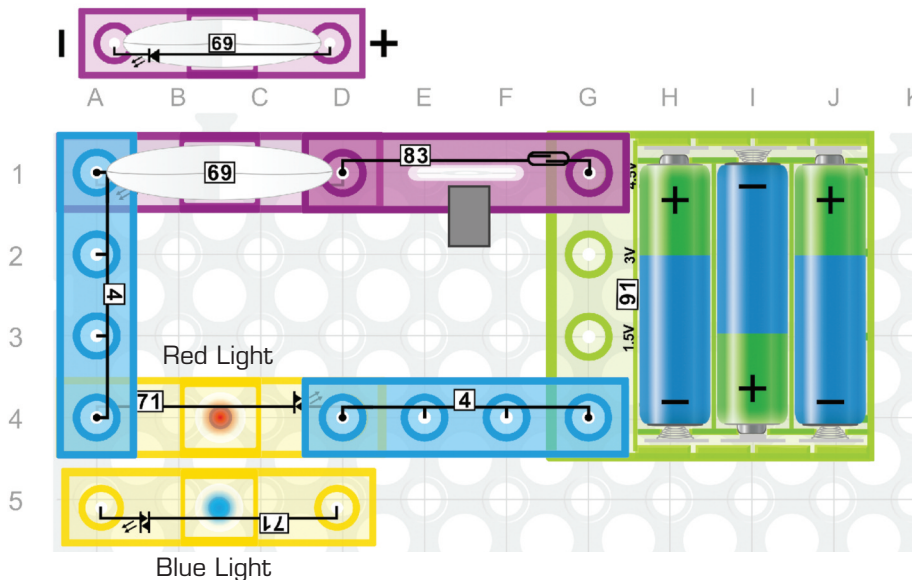 69
A B C D E F G H I J K
1 69 83 4.5V + − +
2 3V
4 91
3 1.5V
Red Light
− + −
4 71 4
5 71
Blue Light